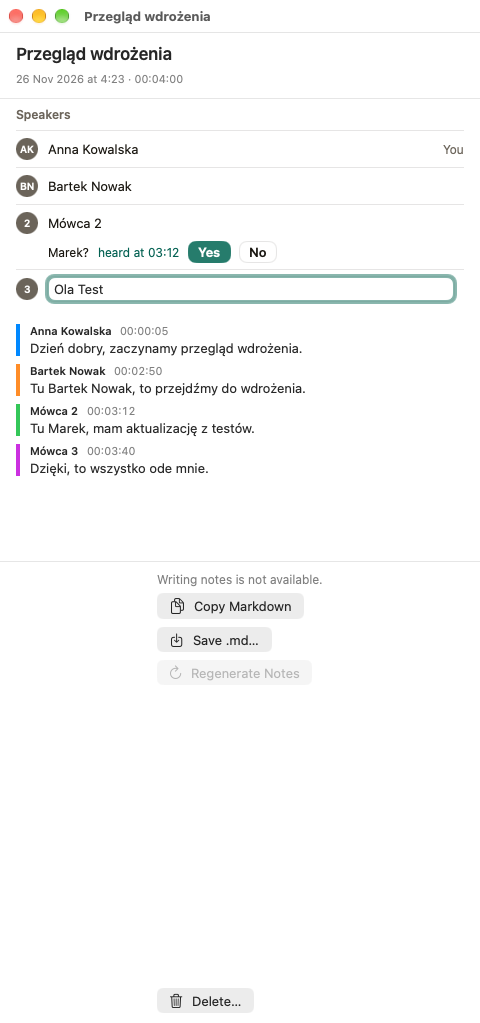 Przegląd wdrożenia
Przegląd wdrożenia
26 Nov 2026 at 4:23 · 00:04:00
Speakers
AK Anna Kowalska You
BN Bartek Nowak
2 Mówca 2
Marek? heard at 03:12 Yes No
3 Ola Test
Anna Kowalska 00:00:05
Dzień dobry, zaczynamy przegląd wdrożenia.
Bartek Nowak 00:02:50
Tu Bartek Nowak, to przejdźmy do wdrożenia.
Mówca 2 00:03:12
Tu Marek, mam aktualizację z testów.
Mówca 3 00:03:40
Dzięki, to wszystko ode mnie.
Writing notes is not available.
Copy Markdown
Save .md…
Regenerate Notes
Delete…